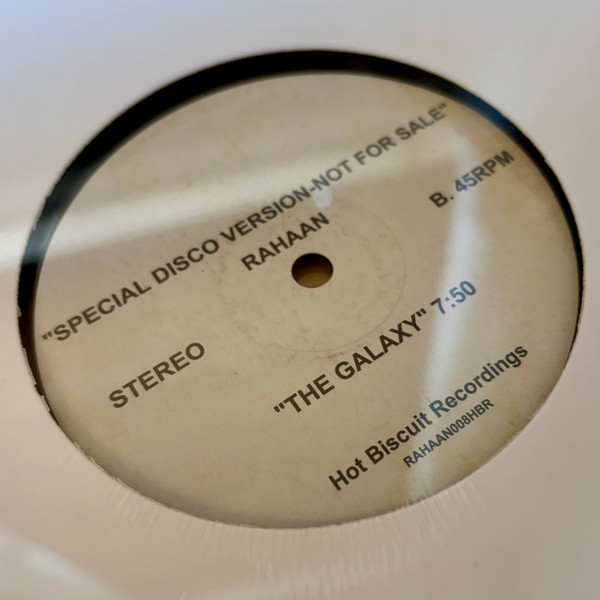 "SPECIAL DISCO VERSION-NOT FOR SALE"
RAHAAN
B. 45RPM
STEREO
"THE GALAXY" 7:50
Hot Biscuit Recordings
RAHAAN008HBR